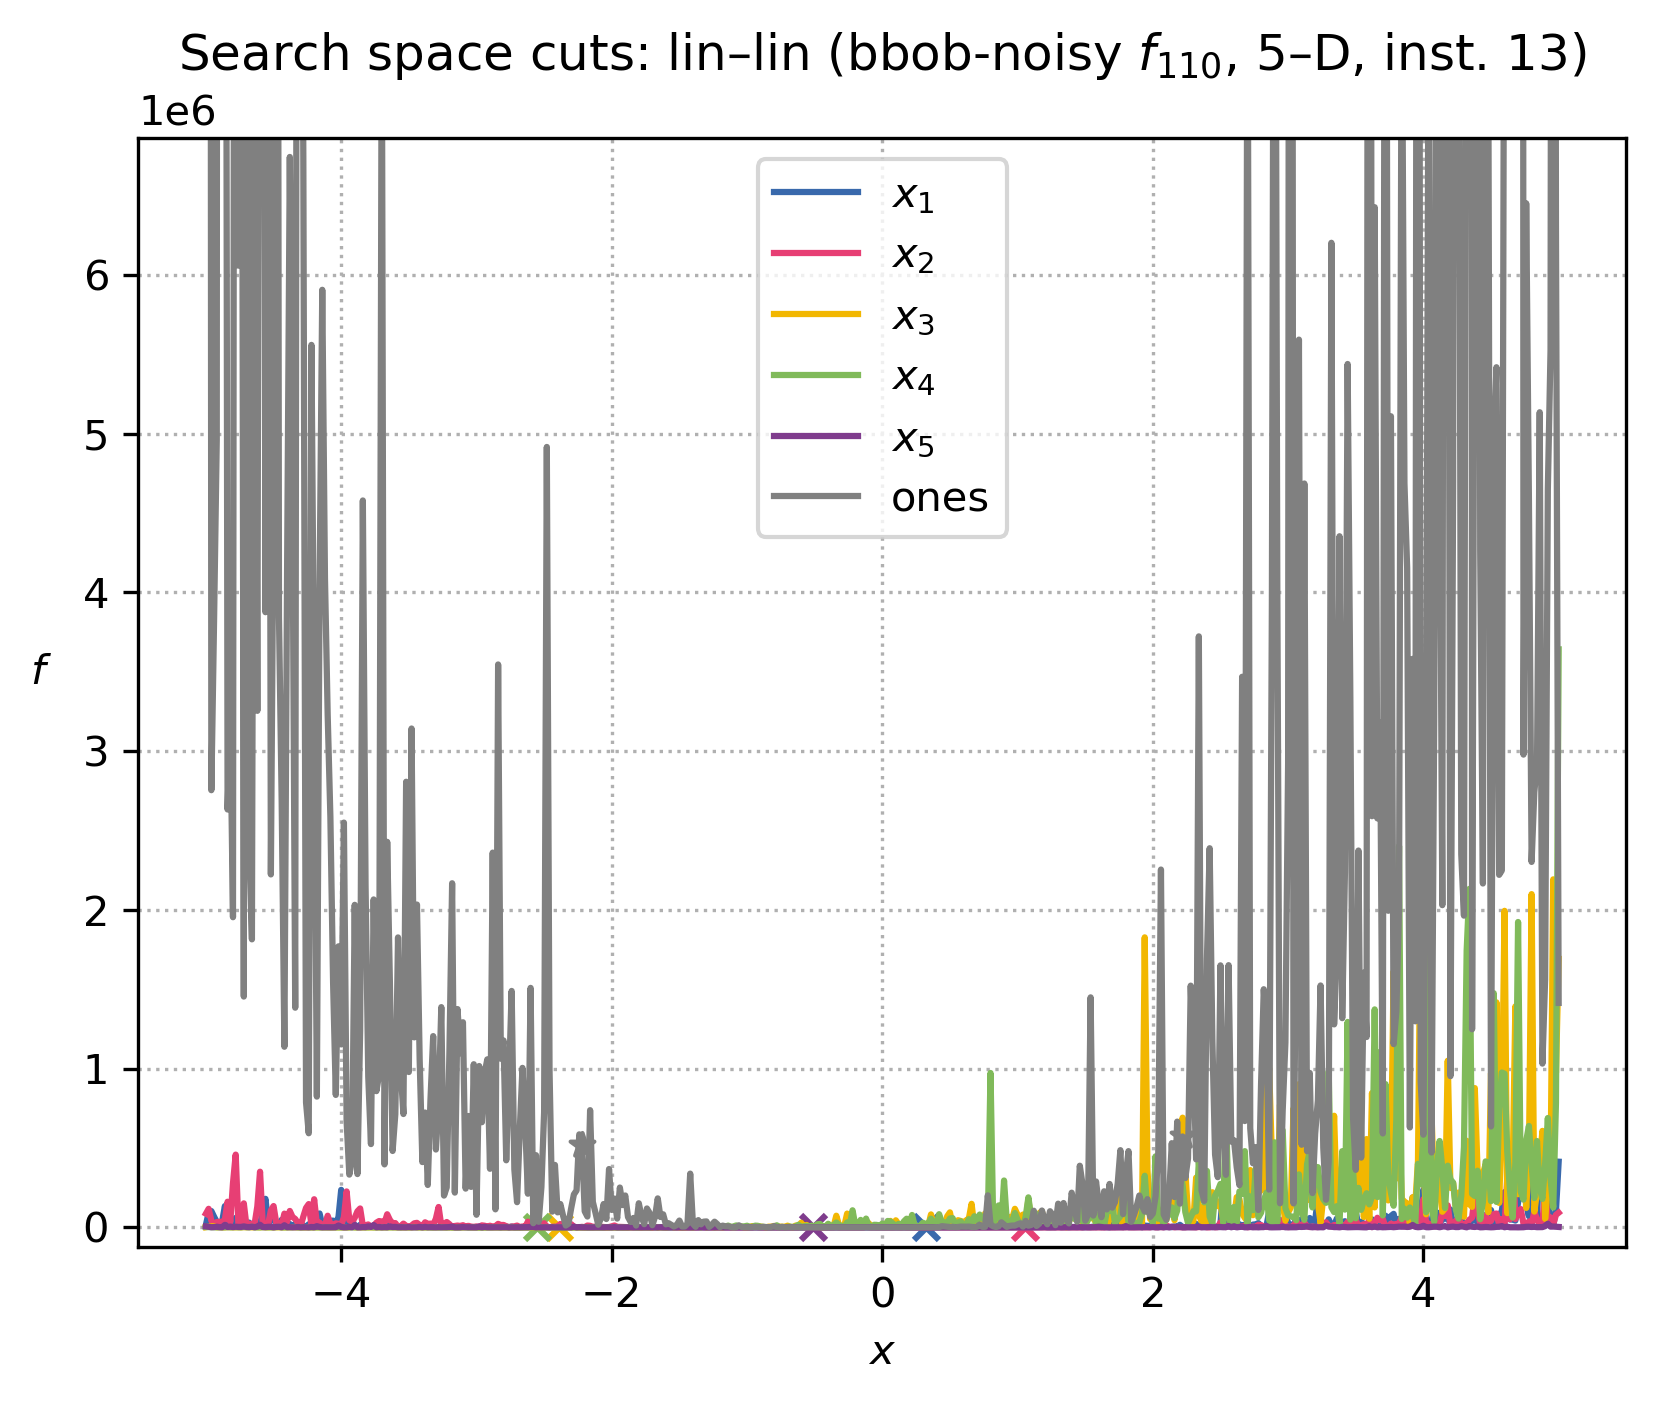 Search space cuts: lin–lin (bbob-noisy f₁₁₀, 5–D, inst. 13)
1e6
x₁
x₂
x₃
x₄
x₅
ones
6
5
4
3
2
1
0
f
−4 −2 0 2 4
x